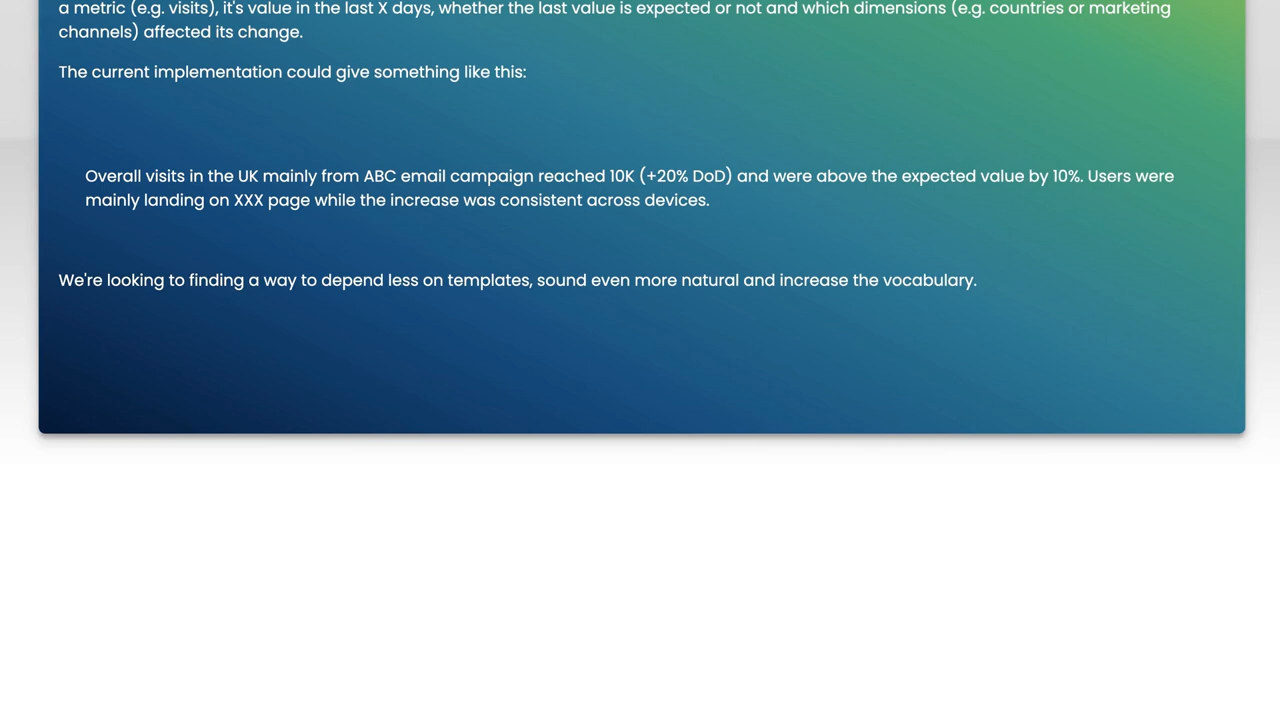 a metric (e.g. visits), it's value in the last X days, whether the last value is expected or not and which dimensions (e.g. countries or marketing
channels) affected its change.
The current implementation could give something like this:
Overall visits in the UK mainly from ABC email campaign reached 10K (+20% DoD) and were above the expected value by 10%. Users were
mainly landing on XXX page while the increase was consistent across devices.
We're looking to finding a way to depend less on templates, sound even more natural and increase the vocabulary.